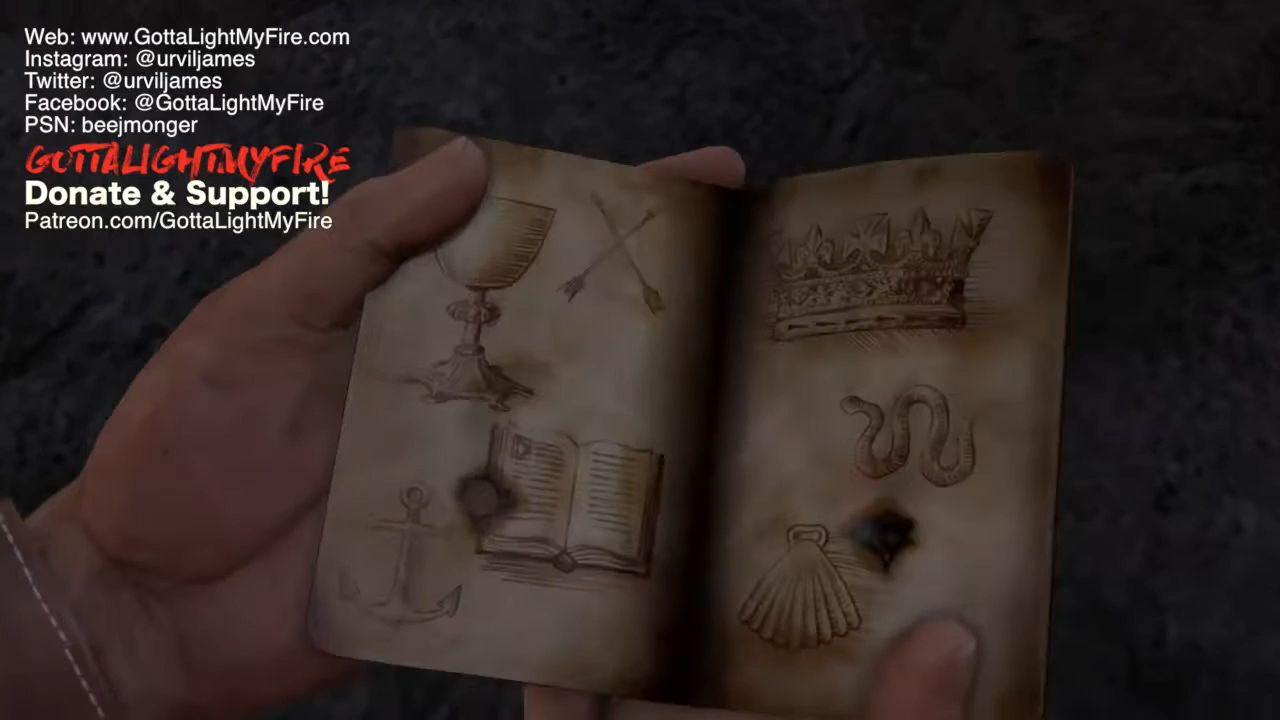 Web: www.GottaLightMyFire.com
Instagram: @urviljames
Twitter: @urviljames
Facebook: @GottaLightMyFire
PSN: beejmonger
GOTTALIGHTMYFIRE
Donate & Support!
Patreon.com/GottaLightMyFire